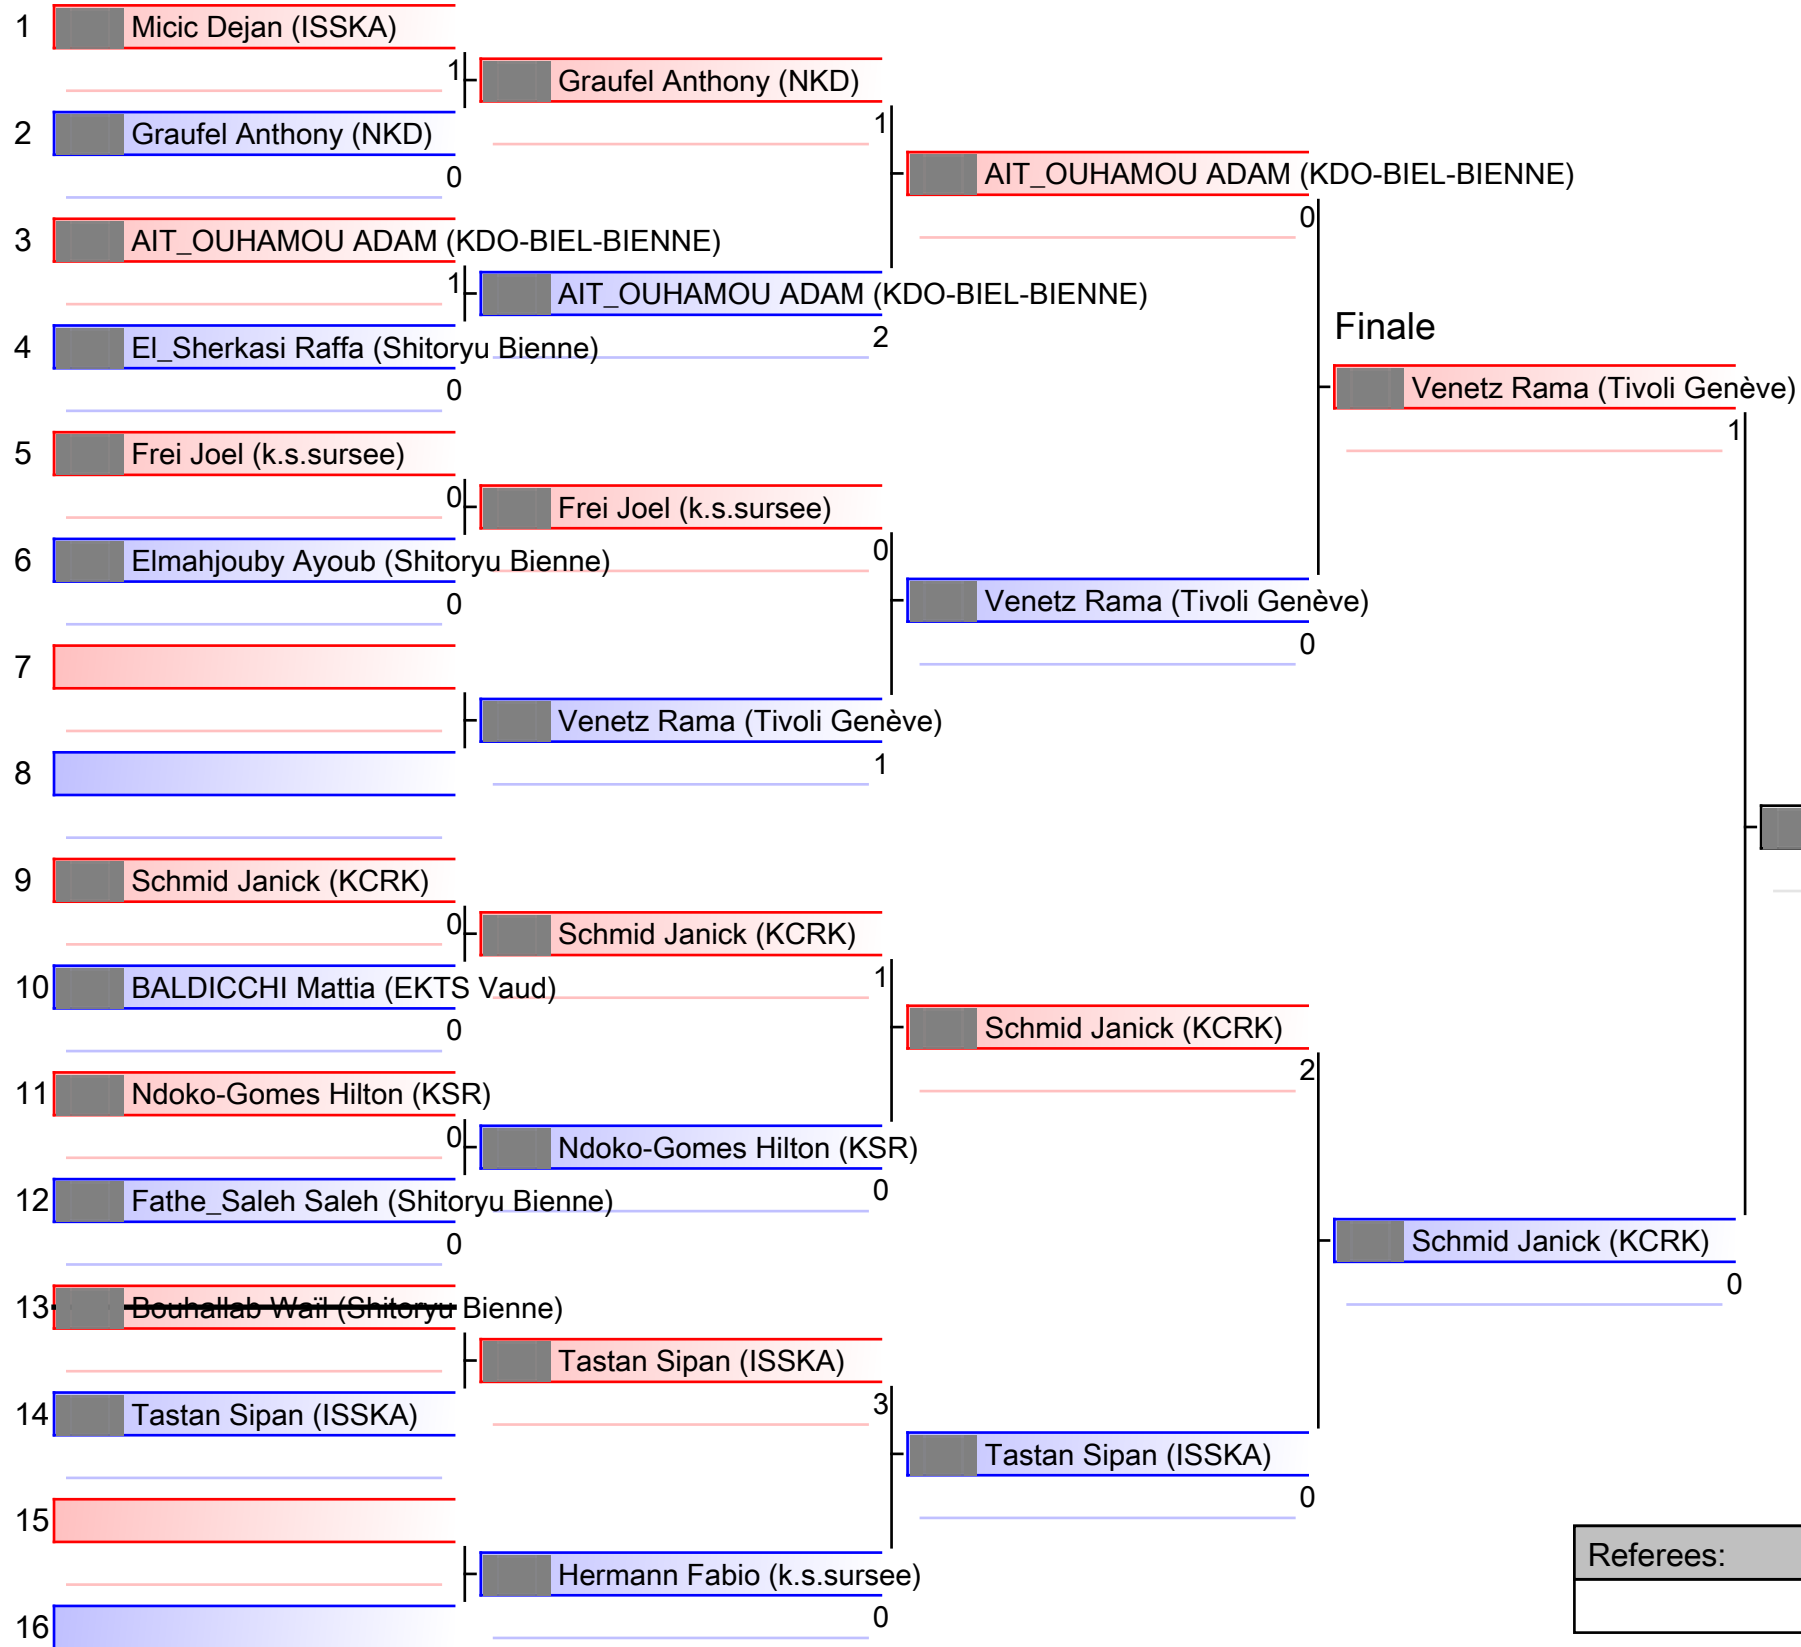 1 Micic Dejan (ISSKA)
1
Graufel Anthony (NKD)
1
2 Graufel Anthony (NKD)
0
AIT_OUHAMOU ADAM (KDO-BIEL-BIENNE)
0
3 AIT_OUHAMOU ADAM (KDO-BIEL-BIENNE)
1
AIT_OUHAMOU ADAM (KDO-BIEL-BIENNE)
2
4 El_Sherkasi Raffa (Shitoryu Bienne)
0
Finale
Venetz Rama (Tivoli Genève)
1
5 Frei Joel (k.s.sursee)
0
Frei Joel (k.s.sursee)
0
6 Elmahjouby Ayoub (Shitoryu Bienne)
0
Venetz Rama (Tivoli Genève)
0
7
Venetz Rama (Tivoli Genève)
1
8
9 Schmid Janick (KCRK)
0
Schmid Janick (KCRK)
1
10 BALDICCHI Mattia (EKTS Vaud)
0
Schmid Janick (KCRK)
2
11 Ndoko-Gomes Hilton (KSR)
0
Ndoko-Gomes Hilton (KSR)
0
12 Fathe_Saleh Saleh (Shitoryu Bienne)
0
Schmid Janick (KCRK)
0
13 Bouhallab Waïl (Shitoryu Bienne)
Tastan Sipan (ISSKA)
3
14 Tastan Sipan (ISSKA)
Tastan Sipan (ISSKA)
0
15
Hermann Fabio (k.s.sursee)
0
16
Referees: